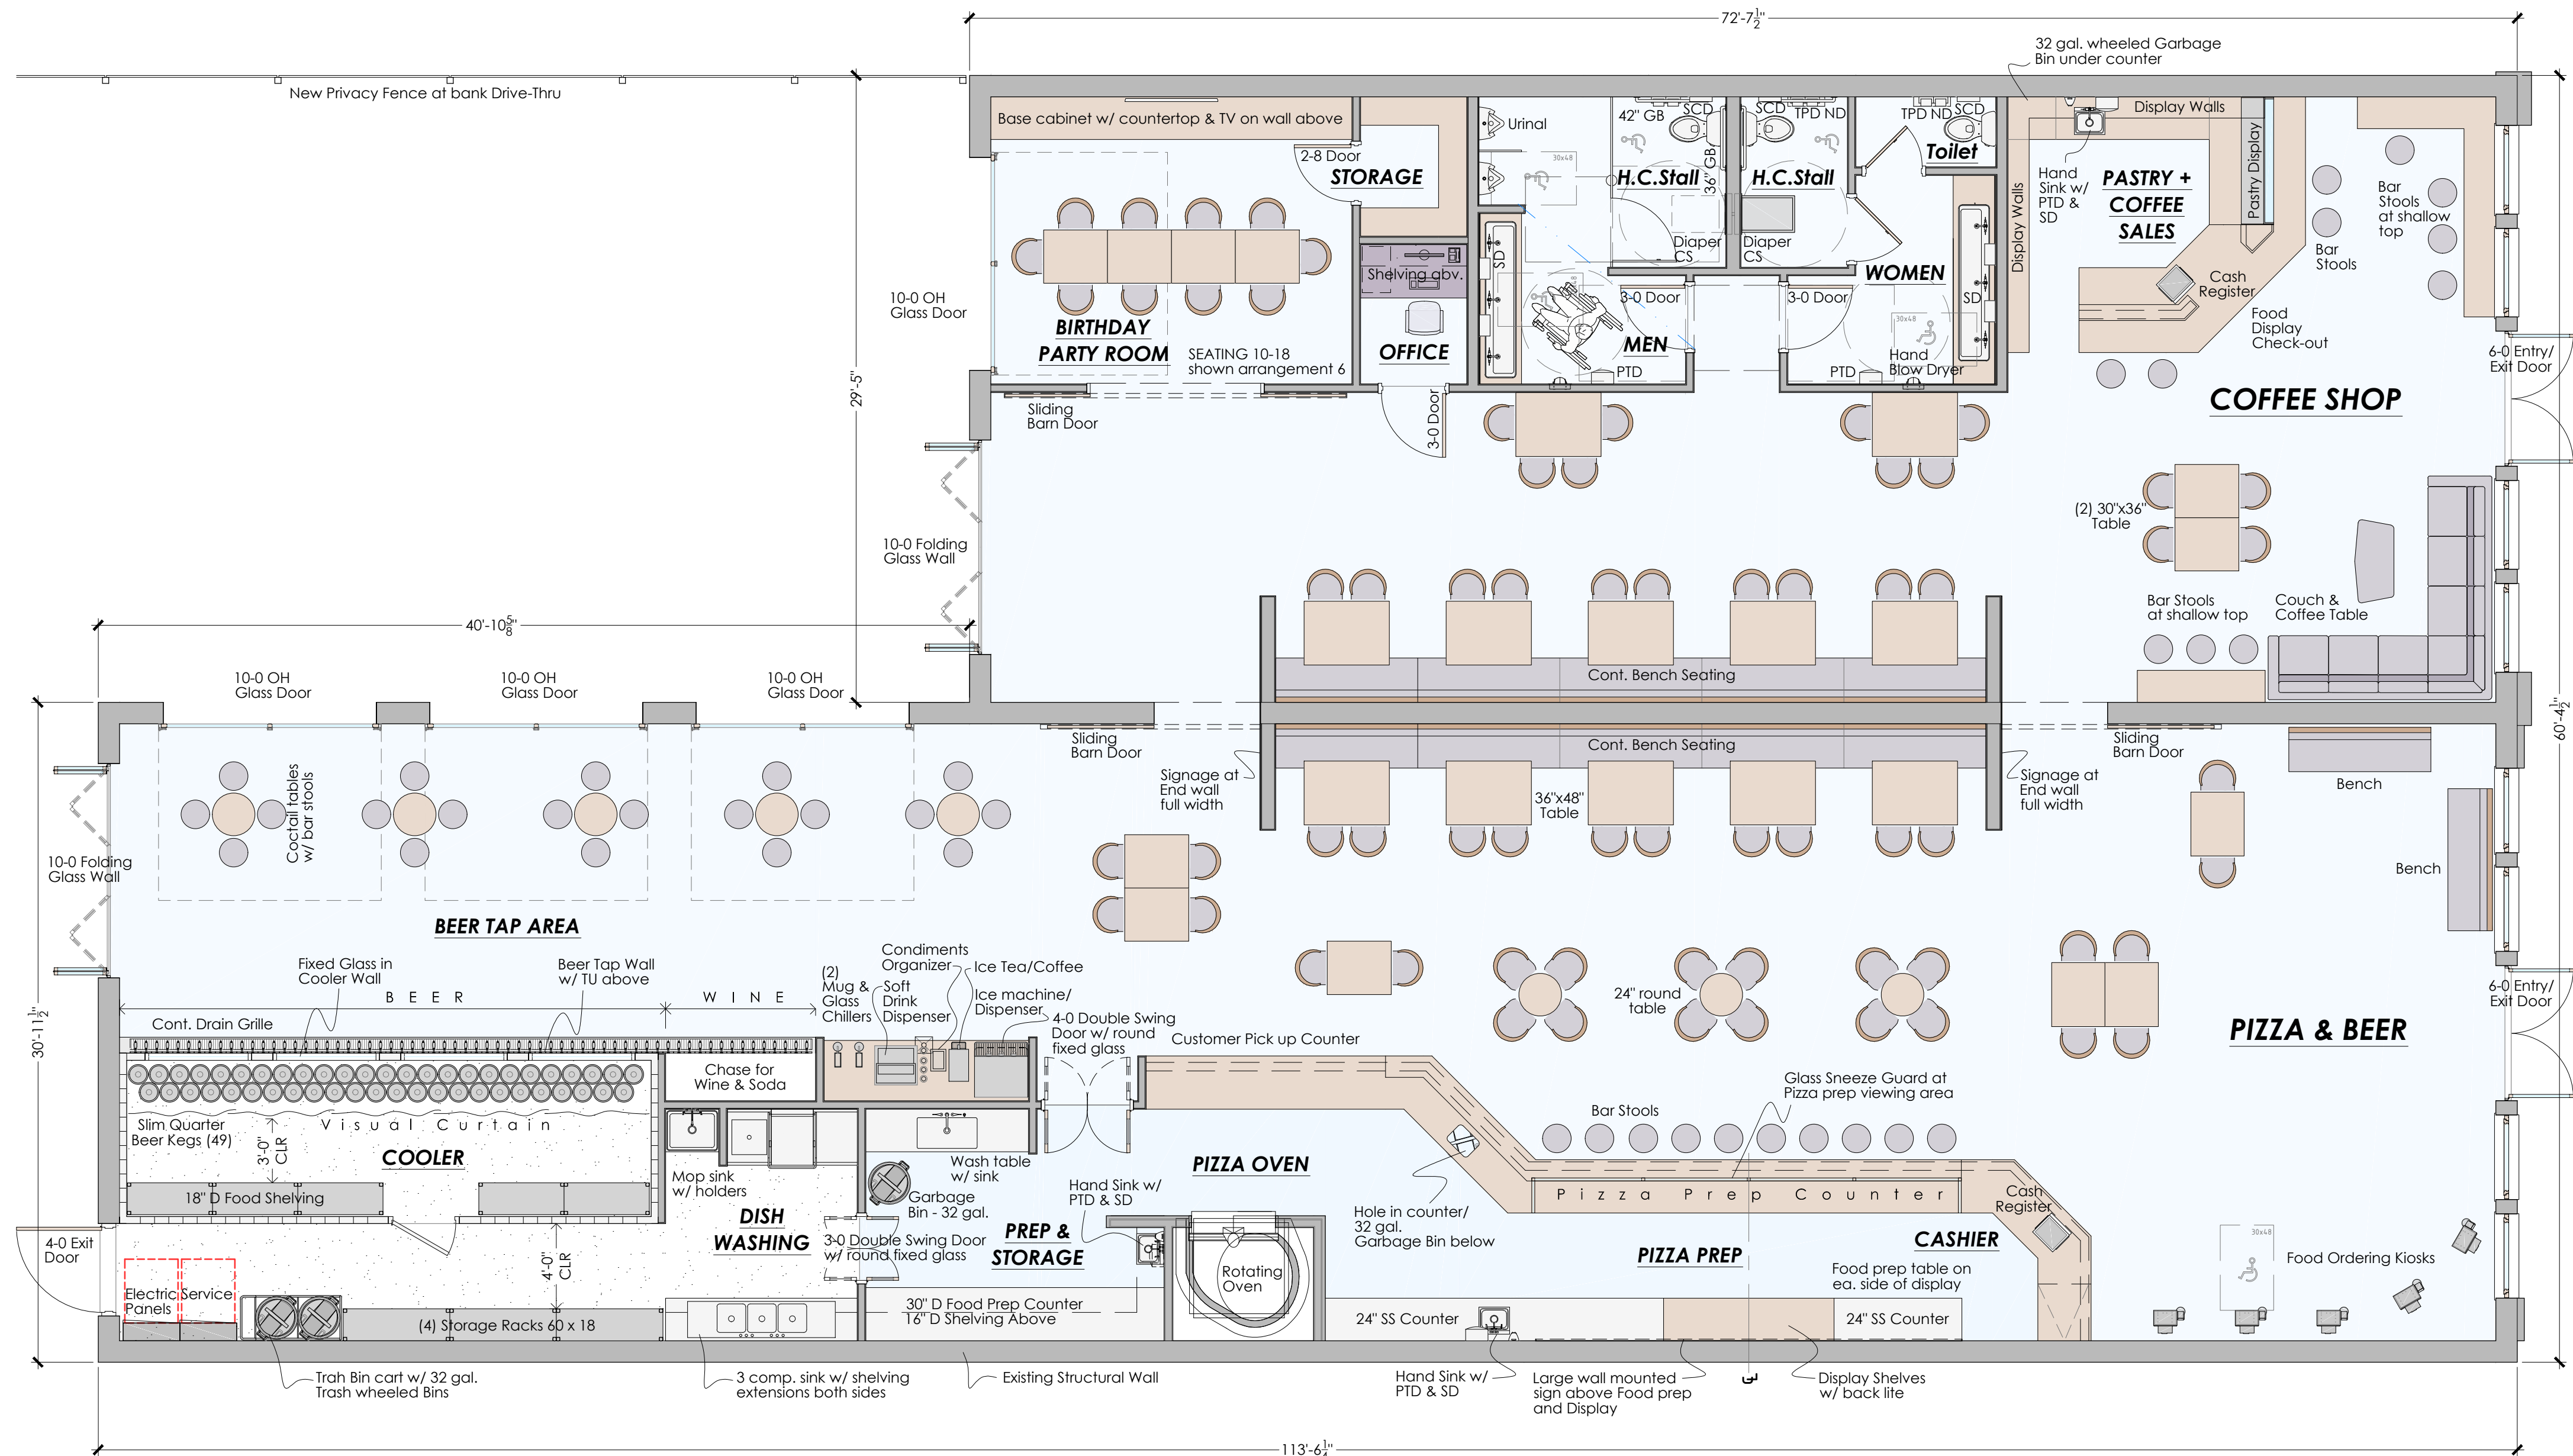 72'-7 1/2"
32 gal. wheeled Garbage
Bin under counter
New Privacy Fence at bank Drive-Thru
Base cabinet w/ countertop & TV on wall above
2-8 Door
STORAGE
Urinal
42" GB
SCD
SCD
TPD ND
TPD ND
SCD
Display Walls
30x48
H.C.Stall
36" GB
H.C.Stall
Toilet
Hand
Sink w/
PTD &
SD
PASTRY +
COFFEE
SALES
Pastry Display
Display Walls
Bar
Stools
at shallow
top
Bar
Stools
Diaper
CS
Diaper
CS
SD
Shelving abv.
WOMEN
Cash
Register
10-0 OH
Glass Door
3-0 Door
3-0 Door
SD
30x48
Food
Display
Check-out
BIRTHDAY
PARTY ROOM
SEATING 10-18
shown arrangement 6
OFFICE
MEN
PTD
PTD
Hand
Blow Dryer
6-0 Entry/
Exit Door
29'-5"
Sliding
Barn Door
3-0 Door
COFFEE SHOP
(2) 30"x36"
Table
10-0 Folding
Glass Wall
Bar Stools
at shallow top
Couch &
Coffee Table
40'-10 5/8"
Cont. Bench Seating
10-0 OH
Glass Door
10-0 OH
Glass Door
10-0 OH
Glass Door
60'-4 1/2"
Sliding
Barn Door
Cont. Bench Seating
Sliding
Barn Door
Signage at
End wall
full width
Signage at
End wall
full width
Bench
Coctail tables
w/ bar stools
36"x48"
Table
10-0 Folding
Glass Wall
Bench
BEER TAP AREA
Fixed Glass in
Cooler Wall
Beer Tap Wall
w/ TU above
BEER
WINE
(2)
Mug &
Glass
Chillers
Condiments
Organizer
Soft
Drink
Dispenser
Ice Tea/Coffee
Ice machine/
Dispenser
4-0 Double Swing
Door w/ round
fixed glass
24" round
table
6-0 Entry/
Exit Door
30'-11 1/2"
Cont. Drain Grille
Customer Pick up Counter
PIZZA & BEER
Chase for
Wine & Soda
Glass Sneeze Guard at
Pizza prep viewing area
Bar Stools
Slim Quarter
Beer Kegs (49)
Visual Curtain
3'-0"
CLR
COOLER
18" D Food Shelving
Mop sink
w/ holders
Wash table
w/ sink
Garbage
Bin - 32 gal.
Hand Sink w/
PTD & SD
PIZZA OVEN
Pizza Prep Counter
Cash
Register
Hole in counter/
32 gal.
Garbage Bin below
DISH
WASHING
3-0 Double Swing Door
w/ round fixed glass
PREP &
STORAGE
CASHIER
PIZZA PREP
4-0 Exit
Door
4'-0"
CLR
Rotating
Oven
Food prep table on
ea. side of display
30x48
Food Ordering Kiosks
Electric Service
Panels
(4) Storage Racks 60 x 18
30" D Food Prep Counter
16" D Shelving Above
24" SS Counter
24" SS Counter
Trah Bin cart w/ 32 gal.
Trash wheeled Bins
3 comp. sink w/ shelving
extensions both sides
Existing Structural Wall
Hand Sink w/
PTD & SD
Large wall mounted
sign above Food prep
and Display
Display Shelves
w/ back lite